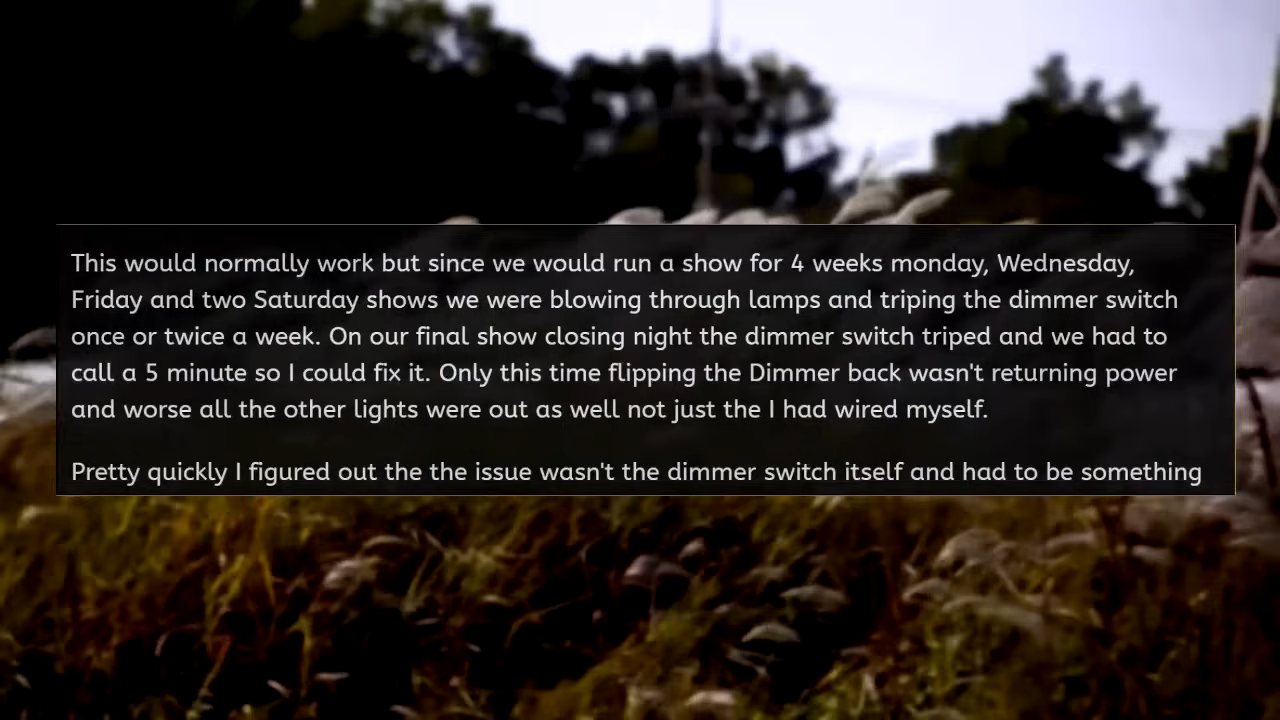 This would normally work but since we would run a show for 4 weeks monday, Wednesday,
Friday and two Saturday shows we were blowing through lamps and triping the dimmer switch
once or twice a week. On our final show closing night the dimmer switch triped and we had to
call a 5 minute so I could fix it. Only this time flipping the Dimmer back wasn't returning power
and worse all the other lights were out as well not just the I had wired myself.
Pretty quickly I figured out the the issue wasn't the dimmer switch itself and had to be something